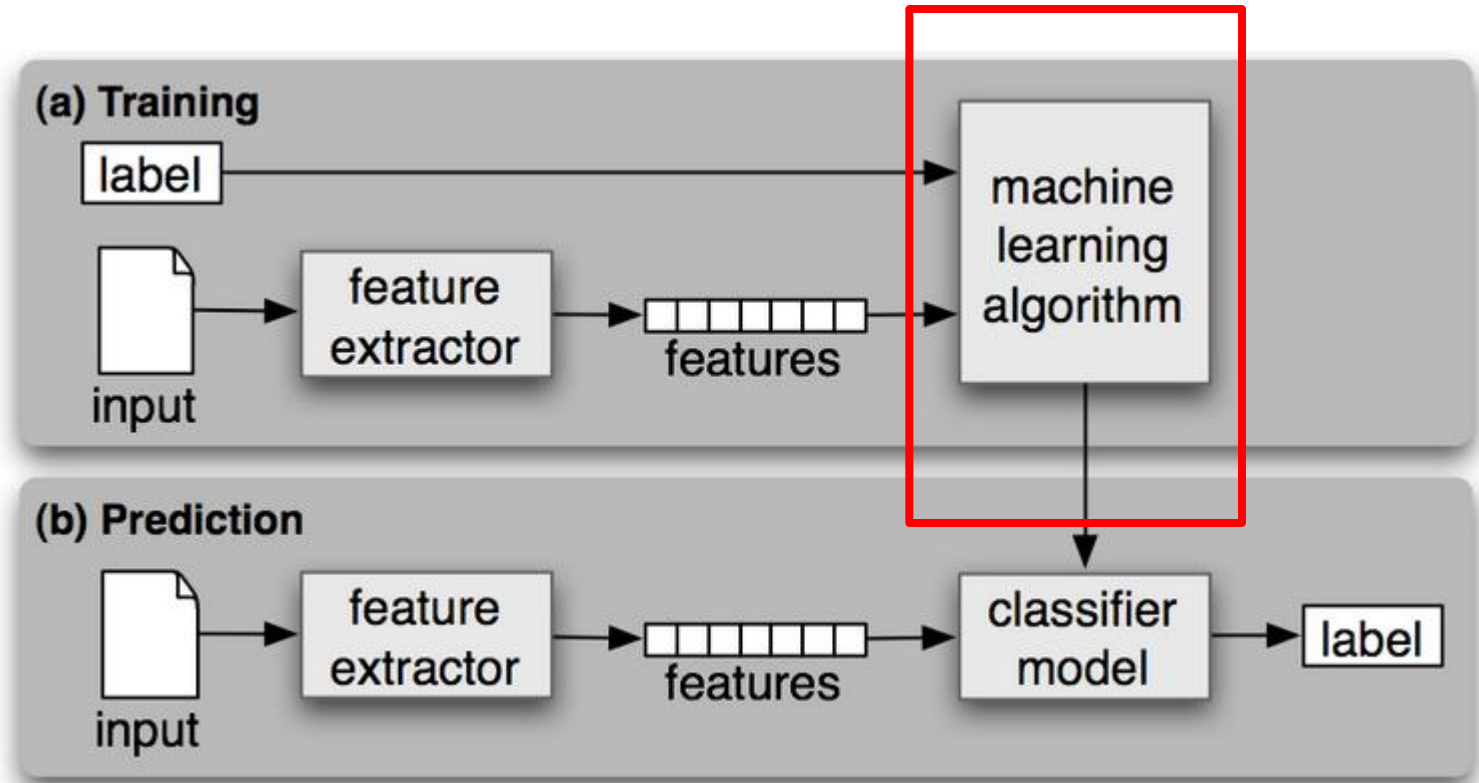 (a) Training
label
machine
learning
algorithm
feature
extractor
features
input
(b) Prediction
feature
extractor
features
classifier
model
label
input